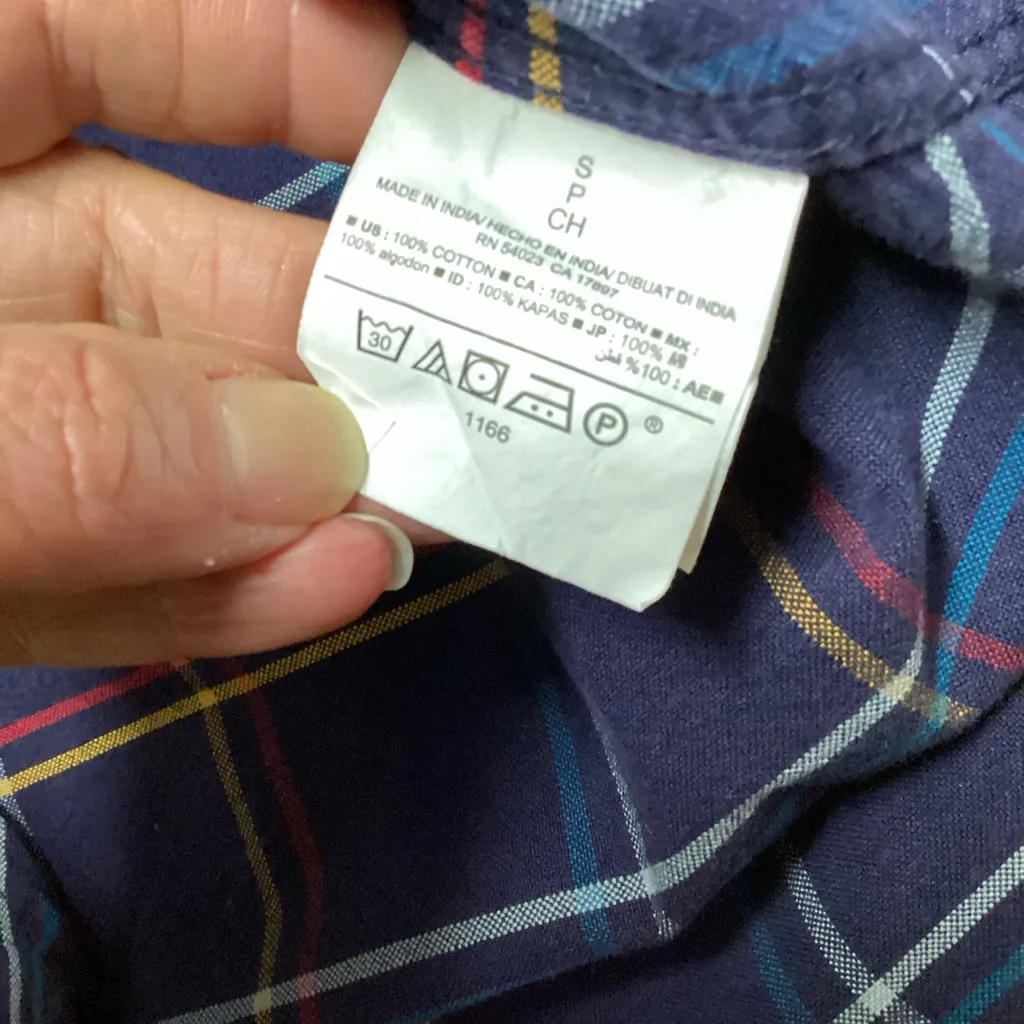 S
P
CH
MADE IN INDIA/ HECHO EN INDIA/ DIBUAT DI INDIA
RN 54023 CA 17897
■ US : 100% COTTON ■ CA : 100% COTON ■ MX :
100% algodon ■ ID : 100% KAPAS ■ JP : 100% 綿
■AE : 100% قطن
30 P ®
1166